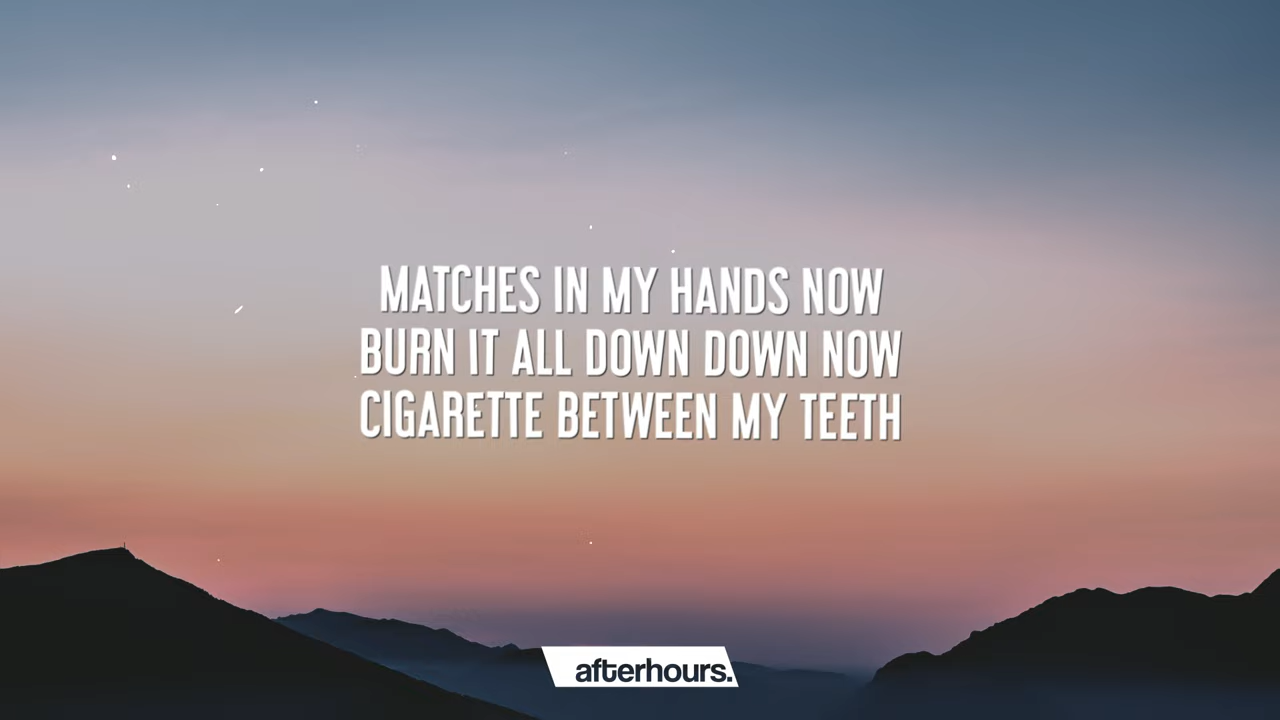 MATCHES IN MY HANDS NOW
BURN IT ALL DOWN DOWN NOW
CIGARETTE BETWEEN MY TEETH
afterhours.